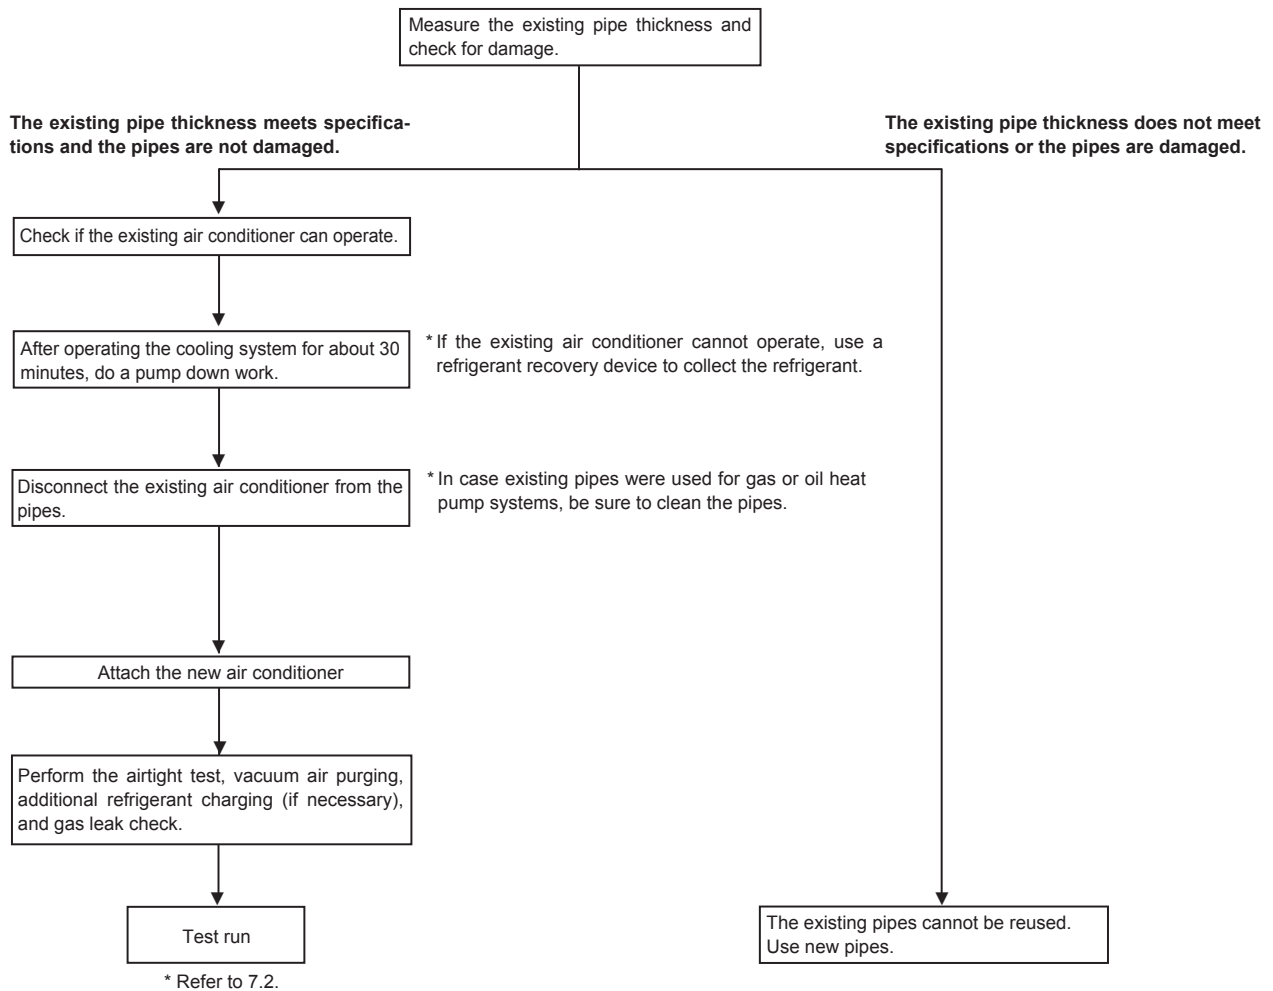 Measure the existing pipe thickness and
check for damage.
The existing pipe thickness meets specifica-
tions and the pipes are not damaged.
The existing pipe thickness does not meet
specifications or the pipes are damaged.
Check if the existing air conditioner can operate.
After operating the cooling system for about 30
minutes, do a pump down work.
* If the existing air conditioner cannot operate, use a
refrigerant recovery device to collect the refrigerant.
Disconnect the existing air conditioner from the
pipes.
* In case existing pipes were used for gas or oil heat
pump systems, be sure to clean the pipes.
Attach the new air conditioner
Perform the airtight test, vacuum air purging,
additional refrigerant charging (if necessary),
and gas leak check.
Test run
* Refer to 7.2.
The existing pipes cannot be reused.
Use new pipes.